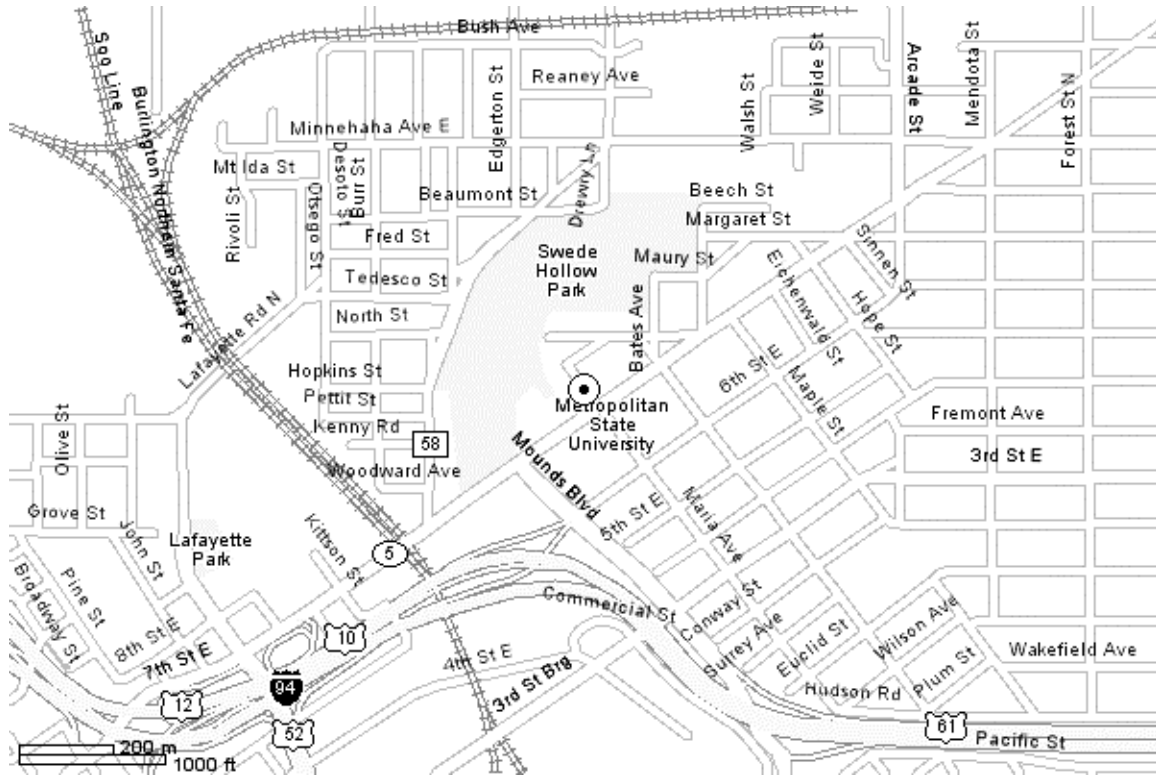 Bush Ave
Soo Line
Burlington Northern Santa Fe
Reaney Ave
Edgerton St
Walsh St
Weide St
Arcade St
Mendota St
Forest St N
Minnehaha Ave E
Mt Ida St
Rivoli St
Otsego St
Desoto St
Burr St
Beaumont St
Drewry Ln
Beech St
Margaret St
Fred St
Swede
Hollow
Park
Maury St
Sinnen St
Tedesco St
Eichenwald St
Hope St
North St
Bates Ave
Lafayette Rd N
Hopkins St
6th St E
Maple St
Pettit St
Metropolitan
State
University
Fremont Ave
Kenny Rd
58
Olive St
Mounds Blvd
3rd St E
Woodward Ave
Grove St
John St
Lafayette
Park
Kittson St
5
5th St E
Maria Ave
Broadway St
Pine St
8th St E
7th St E
10
Commercial St
Conway St
Surrey Ave
Euclid St
Wilson Ave
Plum St
Wakefield Ave
4th St E
3rd St Brg
94
12
52
Hudson Rd
61
Pacific St
200 m
1000 ft